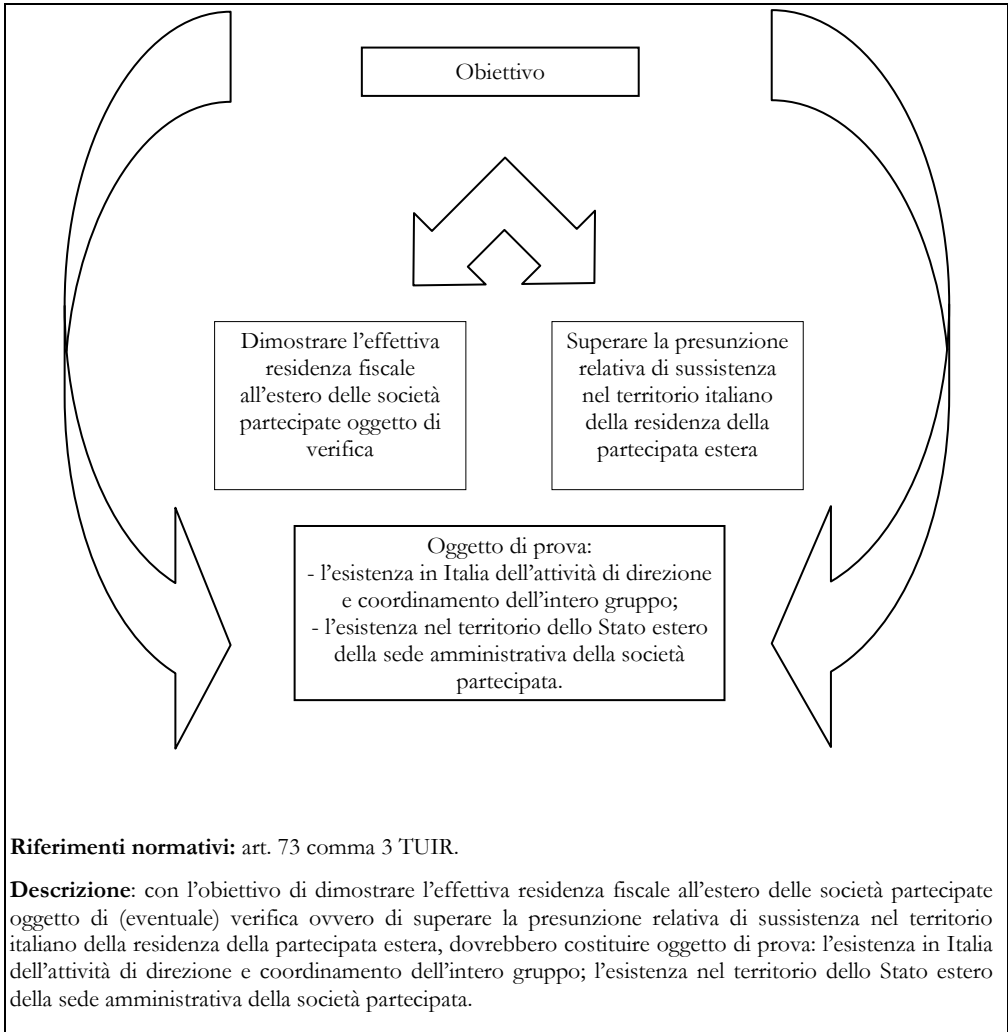 Obiettivo
Dimostrare l’effettiva
residenza fiscale
all’estero delle società
partecipate oggetto di
verifica
Superare la presunzione
relativa di sussistenza
nel territorio italiano
della residenza della
partecipata estera
Oggetto di prova:
- l’esistenza in Italia dell’attività di direzione
e coordinamento dell’intero gruppo;
- l’esistenza nel territorio dello Stato estero
della sede amministrativa della società
partecipata.
Riferimenti normativi: art. 73 comma 3 TUIR.
Descrizione: con l’obiettivo di dimostrare l’effettiva residenza fiscale all’estero delle società partecipate
oggetto di (eventuale) verifica ovvero di superare la presunzione relativa di sussistenza nel territorio
italiano della residenza della partecipata estera, dovrebbero costituire oggetto di prova: l’esistenza in Italia
dell’attività di direzione e coordinamento dell’intero gruppo; l’esistenza nel territorio dello Stato estero
della sede amministrativa della società partecipata.